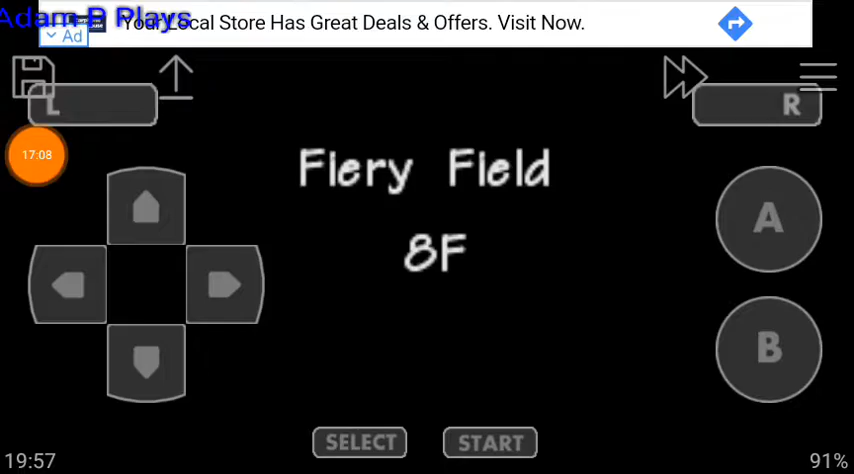 Adam P Plays
Your Local Store Has Great Deals & Offers. Visit Now.
Ad
L
R
17:08
Fiery Field
8F
A
B
SELECT
START
19:57
91%